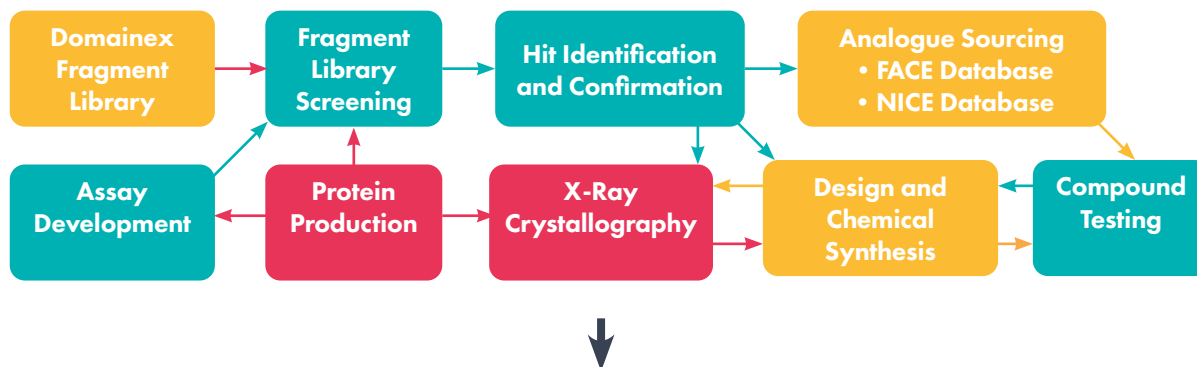 Domainex
Fragment
Library
Fragment
Library
Screening
Hit Identification
and Confirmation
Analogue Sourcing
• FACE Database
• NICE Database
Assay
Development
Protein
Production
X-Ray
Crystallography
Design and
Chemical
Synthesis
Compound
Testing